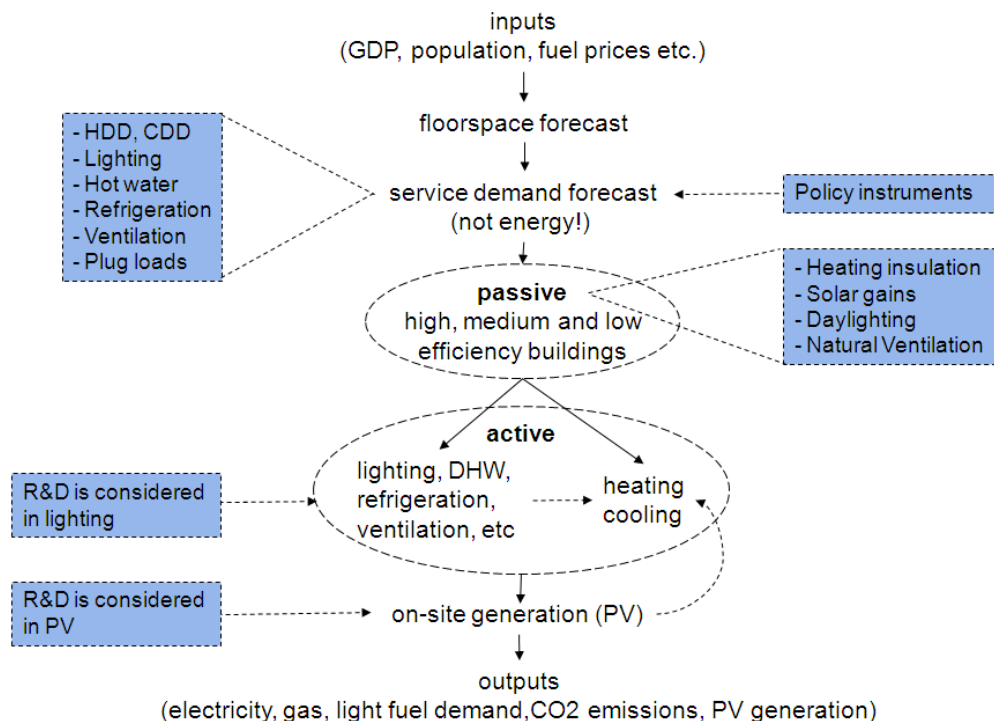 inputs
(GDP, population, fuel prices etc.)
floorspace forecast
- HDD, CDD
- Lighting
- Hot water
- Refrigeration
- Ventilation
- Plug loads
service demand forecast
(not energy!)
Policy instruments
passive
high, medium and low
efficiency buildings
- Heating insulation
- Solar gains
- Daylighting
- Natural Ventilation
active
lighting, DHW,
refrigeration,
ventilation, etc
heating
cooling
R&D is considered
in lighting
R&D is considered
in PV
on-site generation (PV)
outputs
(electricity, gas, light fuel demand,CO2 emissions, PV generation)